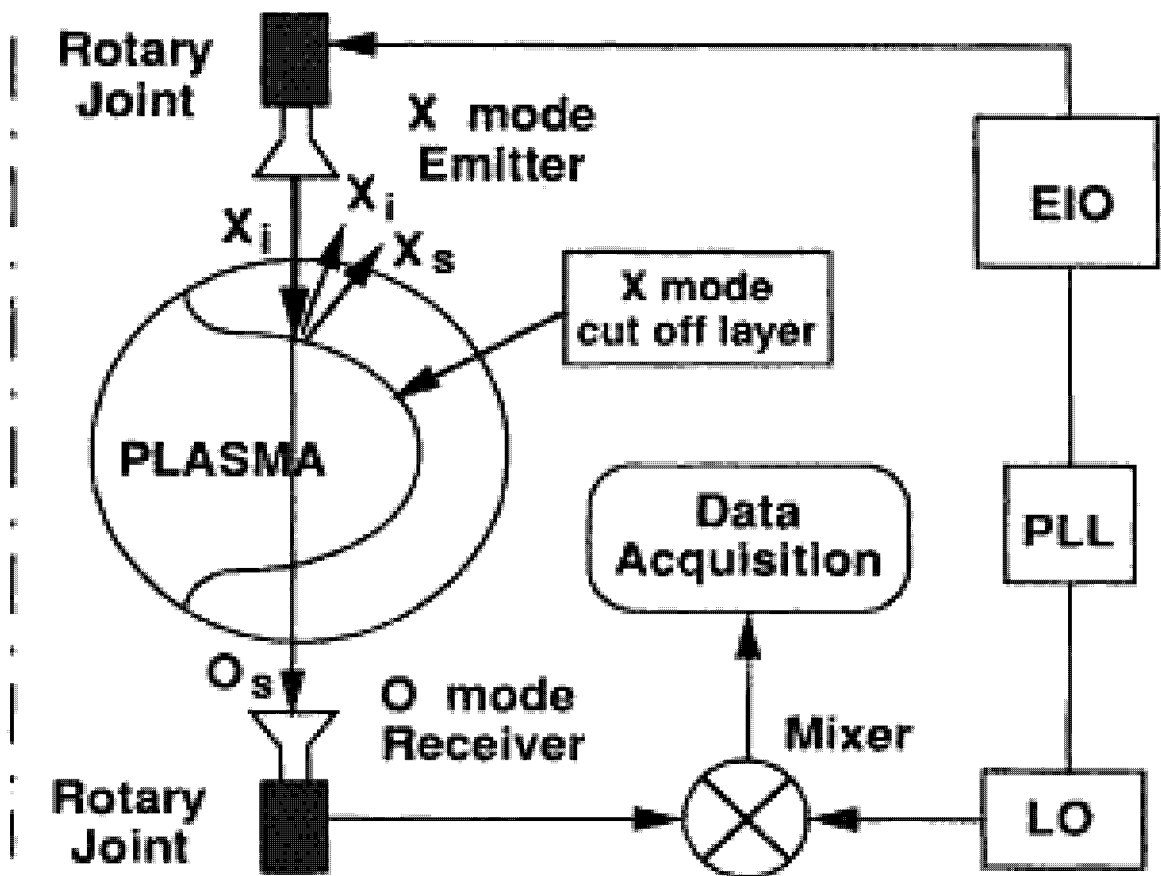 Rotary
Joint
X mode
Emitter
EIO
X i
X i
X s
X mode
cut off layer
PLASMA
Data
Acquisition
PLL
O s
O mode
Receiver
Mixer
Rotary
Joint
LO